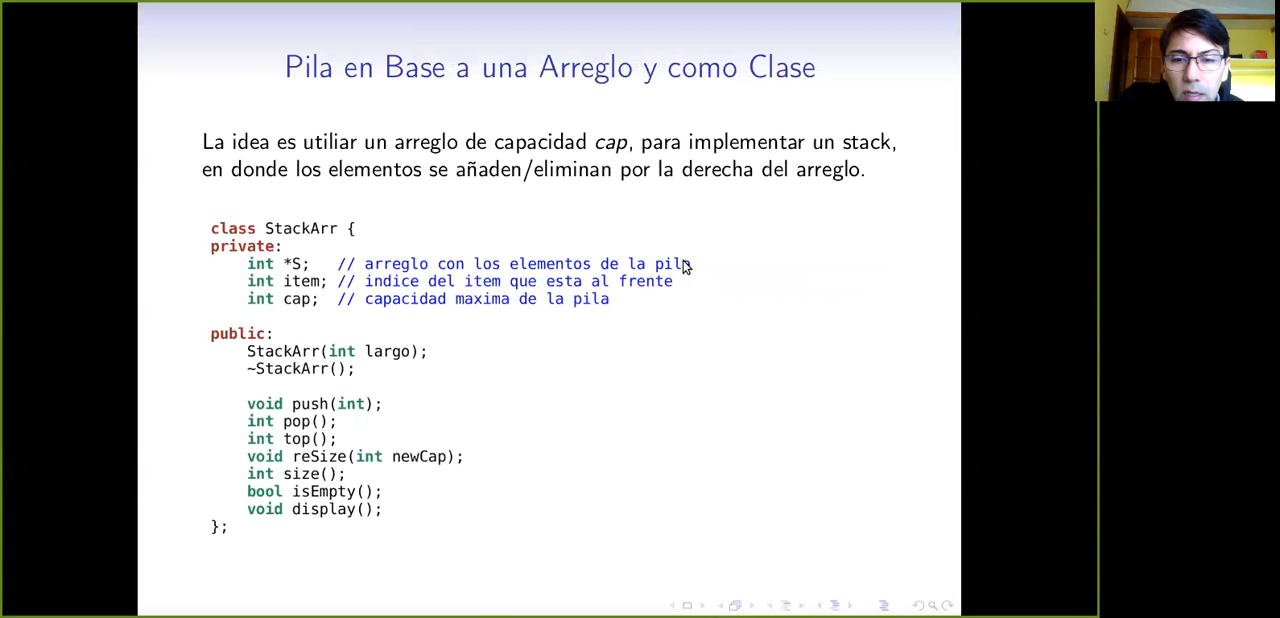 Pila en Base a una Arreglo y como Clase
La idea es utiliar un arreglo de capacidad cap, para implementar un stack,
en donde los elementos se añaden/eliminan por la derecha del arreglo.
class StackArr {
private:
int *S; // arreglo con los elementos de la pila
int item; // indice del item que esta al frente
int cap; // capacidad maxima de la pila
public:
StackArr(int largo);
~StackArr();
void push(int);
int pop();
int top();
void reSize(int newCap);
int size();
bool isEmpty();
void display();
};